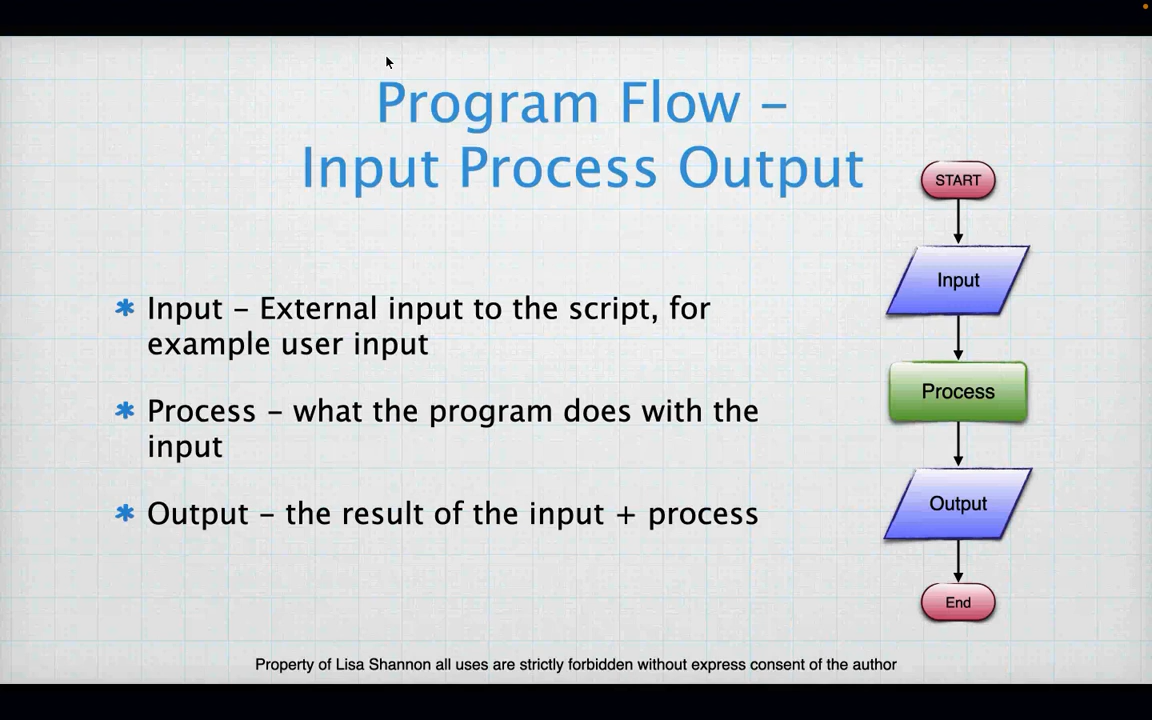 Program Flow –
Input Process Output
START
Input
Process
Output
End
* Input – External input to the script, for
example user input
* Process – what the program does with the
input
* Output – the result of the input + process
Property of Lisa Shannon all uses are strictly forbidden without express consent of the author